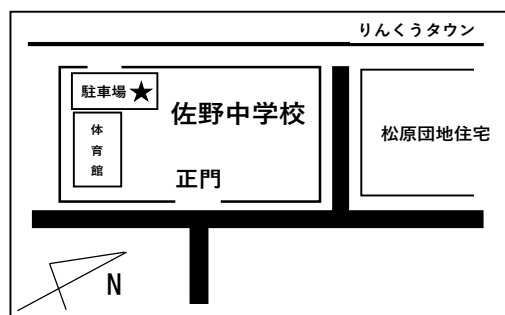 りんくうタウン
駐車場★
佐野中学校
体育館
松原団地住宅
正門
N